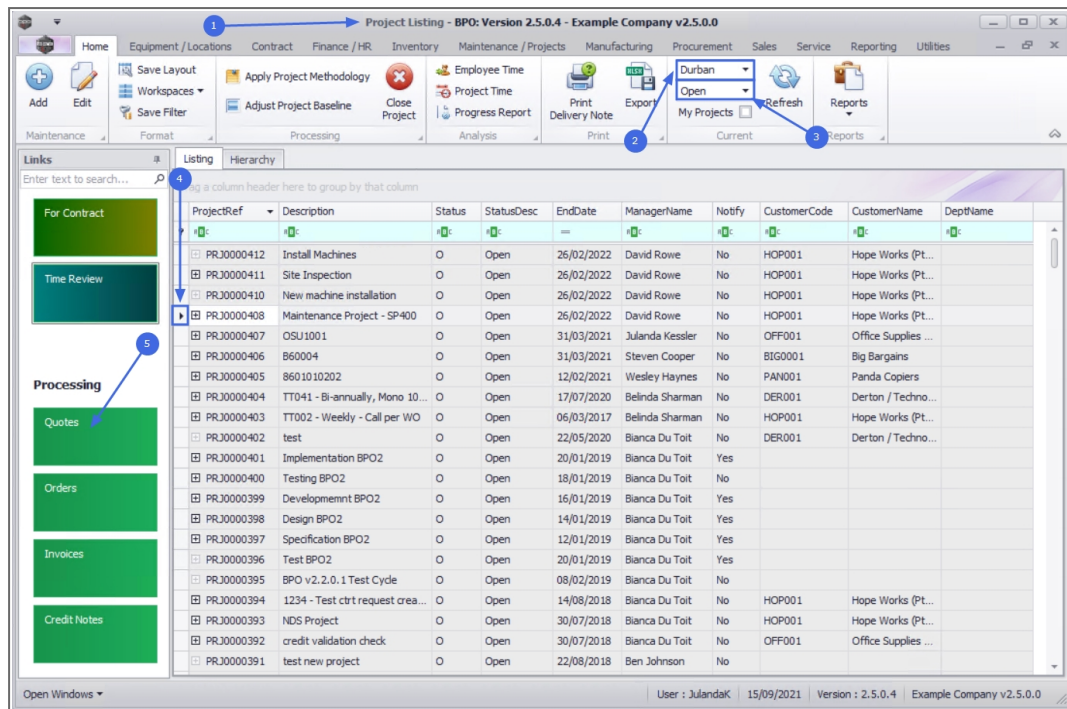 1
Project Listing - BPO: Version 2.5.0.4 - Example Company v2.5.0.0
Home Equipment / Locations Contract Finance / HR Inventory Maintenance / Projects Manufacturing Procurement Sales Service Reporting Utilities
Add
Edit
Maintenance
Save Layout
Workspaces
Save Filter
Format
Apply Project Methodology
Adjust Project Baseline
Close Project
Processing
Employee Time
Project Time
Progress Report
Analysis
Print Delivery Note
Export
Print
2
Durban
Open
My Projects
Refresh
Current
3
Reports
Reports
Links
Enter text to search...
4
For Contract
Time Review
5
Processing
Quotes
Orders
Invoices
Credit Notes
Listing Hierarchy
ag a column header here to group by that column
ProjectRef Description Status StatusDesc EndDate ManagerName Notify CustomerCode CustomerName DeptName
PRJ0000412 Install Machines O Open 26/02/2022 David Rowe No HOP001 Hope Works (Pt...
PRJ0000411 Site Inspection O Open 26/02/2022 David Rowe No HOP001 Hope Works (Pt...
PRJ0000410 New machine installation O Open 26/02/2022 David Rowe No HOP001 Hope Works (Pt...
PRJ0000408 Maintenance Project - SP400 O Open 26/02/2022 David Rowe No HOP001 Hope Works (Pt...
PRJ0000407 OSU1001 O Open 31/03/2021 Julanda Kessler No OFF001 Office Supplies ...
PRJ0000406 B60004 O Open 31/03/2021 Steven Cooper No BIG0001 Big Bargains
PRJ0000405 8601010202 O Open 12/02/2021 Wesley Haynes No PAN001 Panda Copiers
PRJ0000404 TT041 - Bi-annually, Mono 10... O Open 17/07/2020 Belinda Sharman No DER001 Derton / Techno...
PRJ0000403 TT002 - Weekly - Call per WO O Open 06/03/2017 Belinda Sharman No HOP001 Hope Works (Pt...
PRJ0000402 test O Open 22/05/2020 Bianca Du Toit No DER001 Derton / Techno...
PRJ0000401 Implementation BPO2 O Open 20/01/2019 Bianca Du Toit Yes
PRJ0000400 Testing BPO2 O Open 18/01/2019 Bianca Du Toit No
PRJ0000399 Developmemnt BPO2 O Open 16/01/2019 Bianca Du Toit Yes
PRJ0000398 Design BPO2 O Open 14/01/2019 Bianca Du Toit Yes
PRJ0000397 Specification BPO2 O Open 12/01/2019 Bianca Du Toit Yes
PRJ0000396 Test BPO2 O Open 20/01/2019 Bianca Du Toit Yes
PRJ0000395 BPO v2.2.0.1 Test Cycle O Open 08/02/2019 Bianca Du Toit No
PRJ0000394 1234 - Test ctrt request crea... O Open 14/08/2018 Bianca Du Toit No HOP001 Hope Works (Pt...
PRJ0000393 NDS Project O Open 30/07/2018 Bianca Du Toit No HOP001 Hope Works (Pt...
PRJ0000392 credit validation check O Open 30/07/2018 Bianca Du Toit No OFF001 Office Supplies ...
PRJ0000391 test new project O Open 22/08/2018 Ben Johnson No
Open Windows
User : JulandaK 15/09/2021 Version : 2.5.0.4 Example Company v2.5.0.0